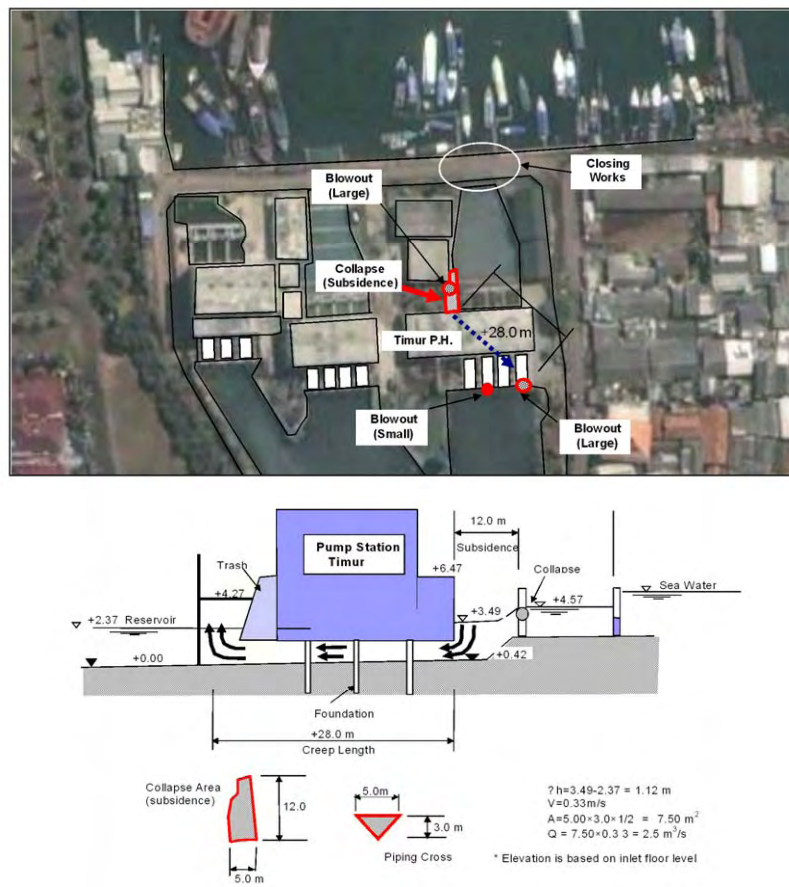 Blowout
(Large)
Closing
Works
Collapse
(Subsidence)
Timur P.H.
+28.0 m
Blowout
(Small)
Blowout
(Large)
12.0 m
Subsidence
Pump Station
Timur
Trash
+6.47
Collapse
Sea Water
+4.27
+4.57
+2.37 Reservoir
+3.49
+0.00
+0.42
Foundation
+28.0 m
Creep Length
Collapse Area
(subsidence)
12.0
5.0 m
5.0m
3.0 m
Piping Cross
?h=3.49-2.37 = 1.12 m
V=0.33m/s
A=5.00×3.0×1/2 = 7.50 m²
Q = 7.50×0.3 3 = 2.5 m³/s
* Elevation is based on inlet floor level